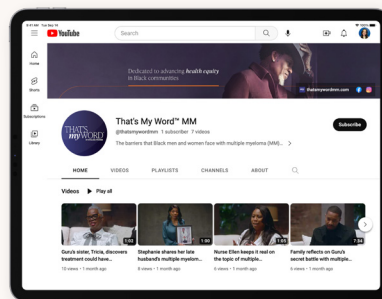 9:41 AM Tue Sep 14
100%
YouTube
Search
Home
Shorts
Subscriptions
Library
Dedicated to advancing health equity
in Black communities
thatsmywordmm.com
THAT'S
my WORD
That's My Word™ MM
@thatsmywordmm 1 subscriber 7 videos
The barriers that Black men and women face with multiple myeloma (MM)...
Subscribe
HOME VIDEOS PLAYLISTS CHANNELS ABOUT
Videos Play all
1:02
1:00
1:05
7:34
Guru's sister, Tricia, discovers
treatment could have...
10 views • 1 month ago
Stephanie shares her late
husband's multiple myelom...
8 views • 1 month ago
Nurse Ellen keeps it real on
the topic of multiple...
6 views • 1 month ago
Family reflects on Guru's
secret battle with multiple...
6 views • 1 month ago